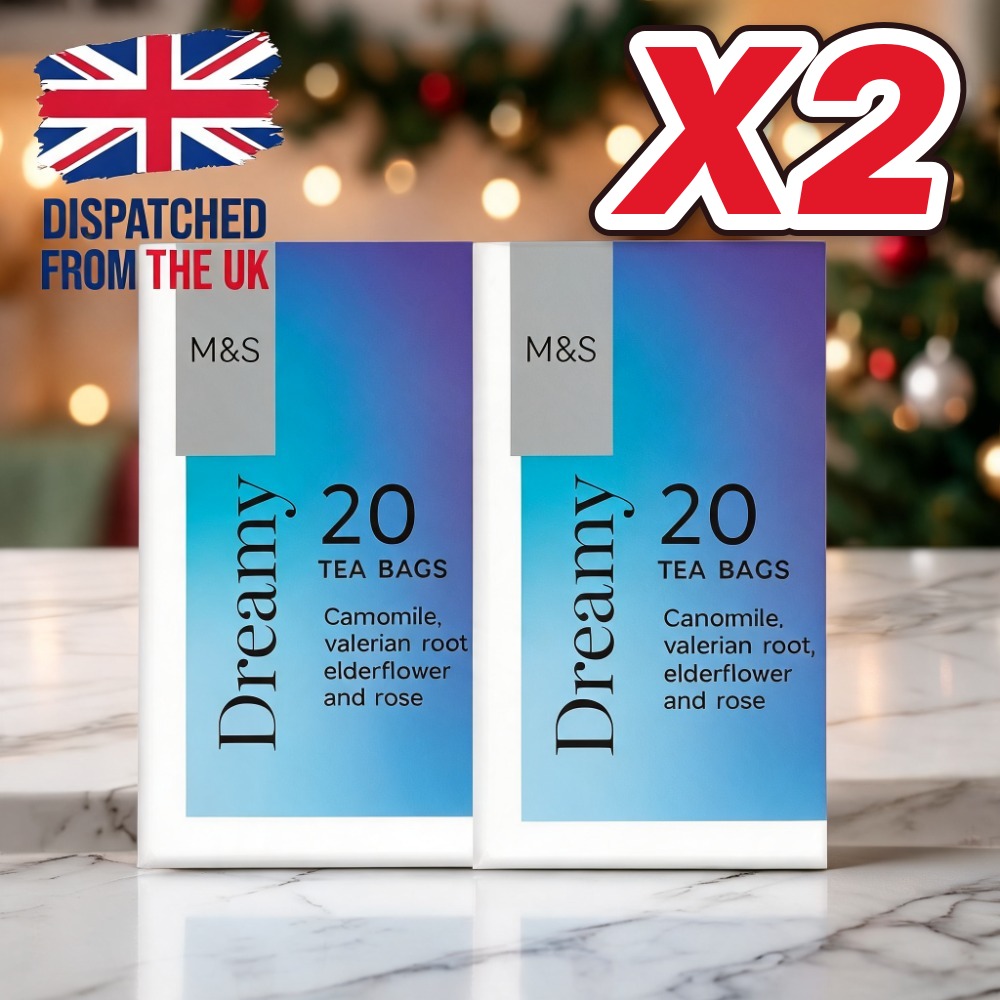 DISPATCHED
FROM THE UK
X2
M&S
Dreamy
20
TEA BAGS
Camomile,
valerian root
elderflower
and rose
M&S
Dreamy
20
TEA BAGS
Canomile,
valerian root,
elderflower
and rose